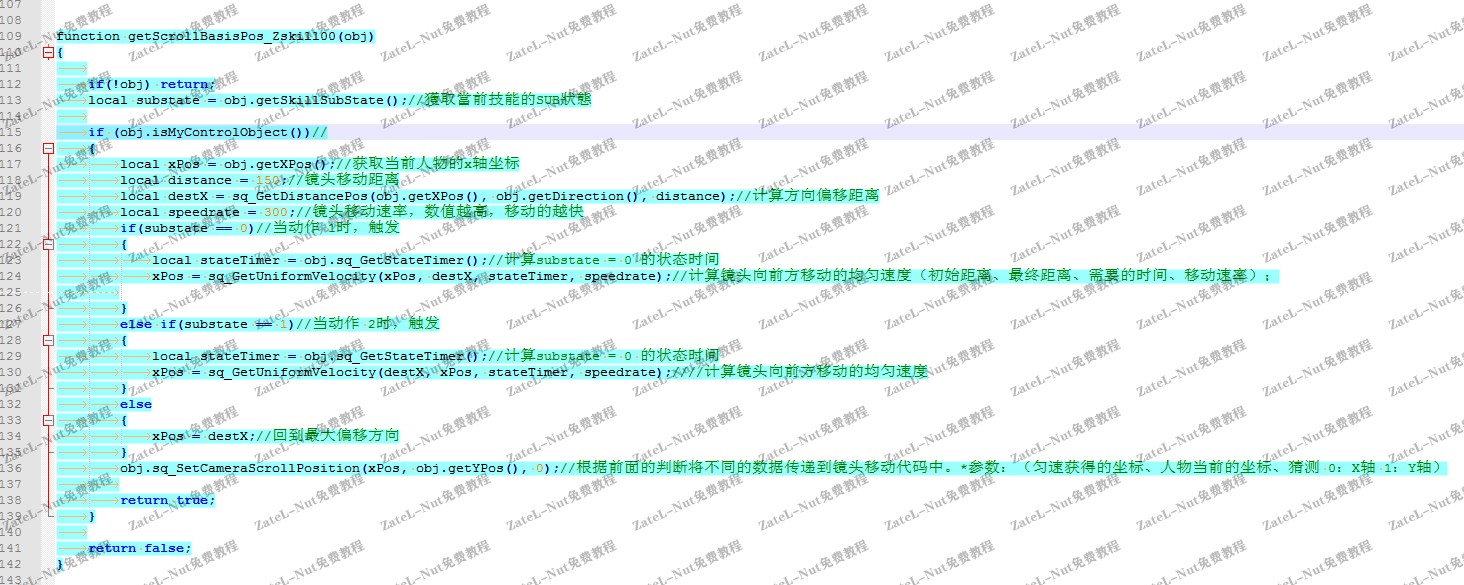 107
108
109 function getScrollBasisPos_Zskill00(obj)
110 {
111
112 if(!obj) return;
113 local substate = obj.getSkillSubState();//獲取當前技能的SUB狀態
114
115 if (obj.isMyControlObject())//
116 {
117 local xPos = obj.getXPos();//获取当前人物的x轴坐标
118 local distance = 150;//镜头移动距离
119 local destX = sq_GetDistancePos(obj.getXPos(), obj.getDirection(), distance);//计算方向偏移距离
120 local speedrate = 300;//镜头移动速率，数值越高，移动的越快
121 if(substate == 0)//当动作 1时，触发
122 {
123 local stateTimer = obj.sq_GetStateTimer();//计算substate = 0 的状态时间
124 xPos = sq_GetUniformVelocity(xPos, destX, stateTimer, speedrate);//计算镜头向前方移动的均匀速度（初始距离、最终距离、需要的时间、移动速率）;
125
126 }
127 else if(substate == 1)//当动作 2时，触发
128 {
129 local stateTimer = obj.sq_GetStateTimer();//计算substate = 0 的状态时间
130 xPos = sq_GetUniformVelocity(destX, xPos, stateTimer, speedrate);////计算镜头向前方移动的均匀速度
131 }
132 else
133 {
134 xPos = destX;//回到最大偏移方向
135 }
136 obj.sq_SetCameraScrollPosition(xPos, obj.getYPos(), 0);//根据前面的判断将不同的数据传递到镜头移动代码中。*参数：（匀速获得的坐标、人物当前的坐标、猜测 0：X轴 1：Y轴）
137
138 return true;
139 }
140
141 return false;
142 }
143
ZateL-Nut免费教程